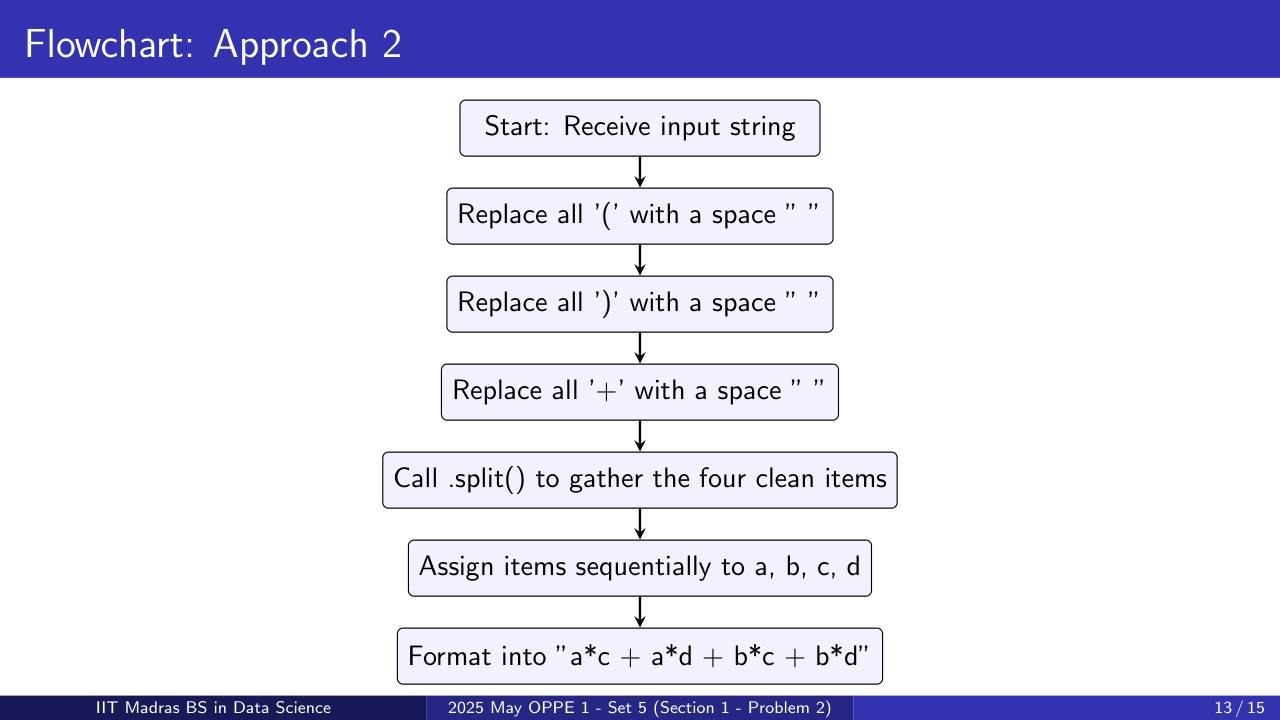 Flowchart: Approach 2
Start: Receive input string
Replace all ’(’ with a space ” ”
Replace all ’)’ with a space ” ”
Replace all ’+’ with a space ” ”
Call .split() to gather the four clean items
Assign items sequentially to a, b, c, d
Format into ”a*c + a*d + b*c + b*d”
IIT Madras BS in Data Science
2025 May OPPE 1 - Set 5 (Section 1 - Problem 2)
13 / 15